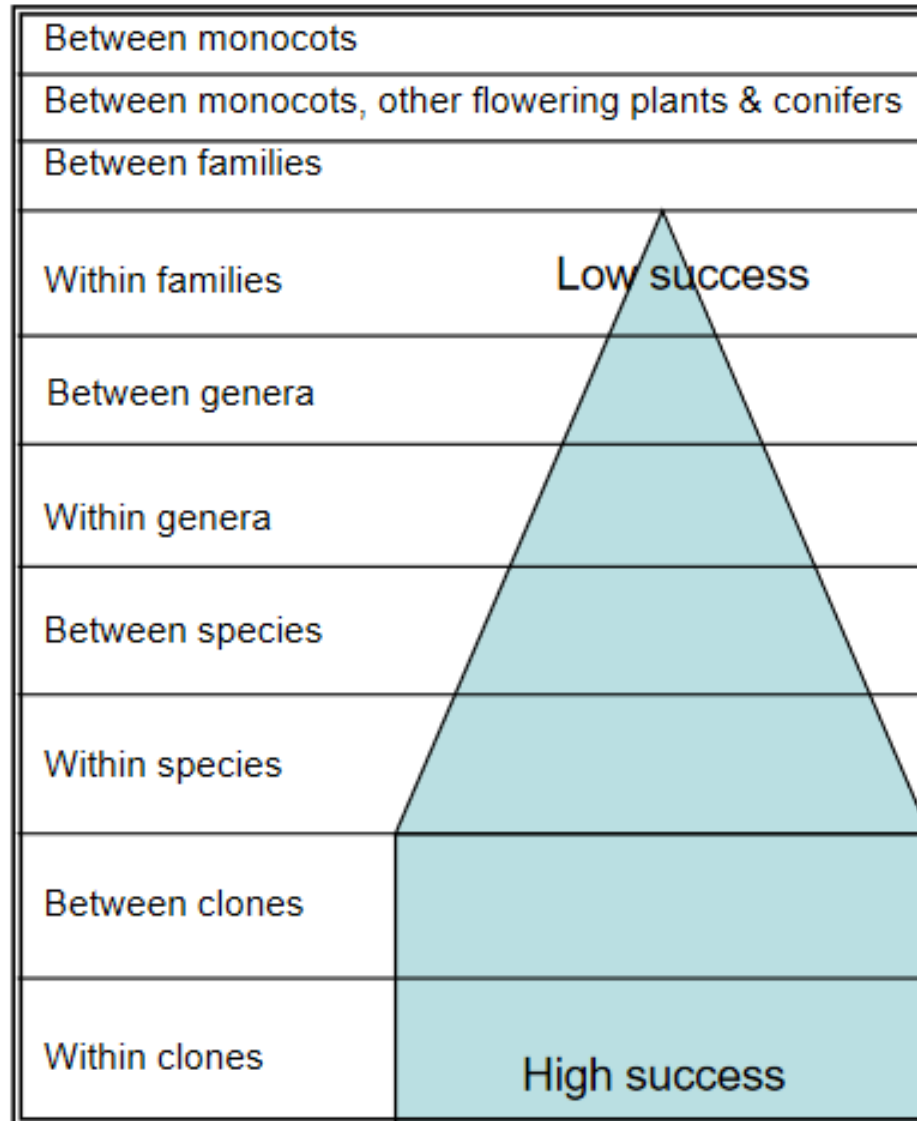 Between monocots
Between monocots, other flowering plants & conifers
Between families
Within families
Low success
Between genera
Within genera
Between species
Within species
Between clones
Within clones
High success